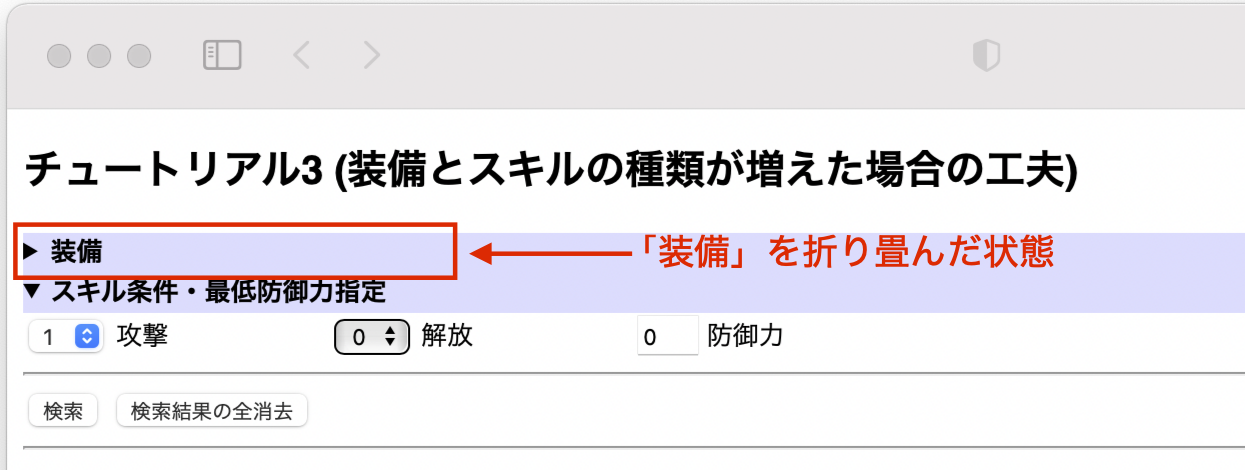 チュートリアル3 (装備とスキルの種類が増えた場合の工夫)
▶ 装備
「装備」を折り畳んだ状態
▼ スキル条件・最低防御力指定
1 攻撃 0 解放 0 防御力
検索 検索結果の全消去